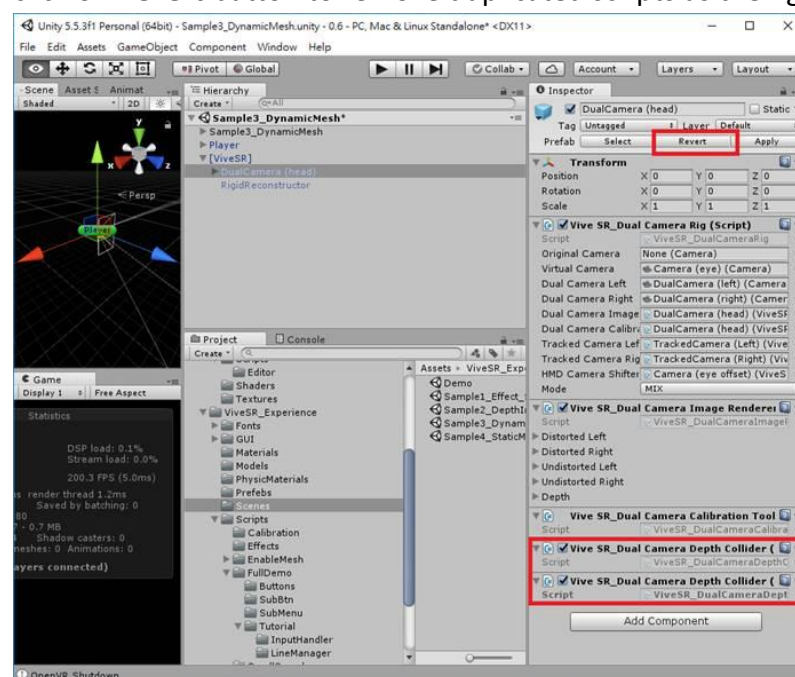 Unity 5.5.3f1 Personal (64bit) - Sample3_DynamicMesh.unity - 0.6 - PC, Mac & Linux Standalone* <DX11>
File Edit Assets GameObject Component Window Help
Pivot Global Collab Account Layers Layout
Scene Asset S Animat
Shaded 2D
y
x
z
Persp
Player
Game
Display 1 Free Aspect
Statistics
DSP load: 0.1%
Stream load: 0.0%
200.3 FPS (5.0ms)
render thread 1.2ms
Saved by batching: 0
80
- 0.7 MB
Shadow casters: 0
meshes: 0 Animations: 0
ayers connected)
Hierarchy
Create All
Sample3_DynamicMesh*
Sample3_DynamicMesh
Player
[ViveSR]
DualCamera (head)
RigidReconstructor
Project Console
Create
Editor
Shaders
Textures
ViveSR_Experience
Fonts
GUI
Materials
Models
PhysicMaterials
Prefebs
Scenes
Scripts
Calibration
Effects
EnableMesh
FullDemo
Buttons
SubBtn
SubMenu
Tutorial
InputHandler
LineManager
Assets ViveSR_Exp
Demo
Sample1_Effect_
Sample2_DepthI
Sample3_Dynam
Sample4_StaticM
Inspector
DualCamera (head) Static
Tag Untagged Layer Default
Prefab Select Revert Apply
Transform
Position X 0 Y 0 Z 0
Rotation X 0 Y 0 Z 0
Scale X 1 Y 1 Z 1
Vive SR_Dual Camera Rig (Script)
Script ViveSR_DualCameraRig
Original Camera None (Camera)
Virtual Camera Camera (eye) (Camera)
Dual Camera Left DualCamera (left) (Camera
Dual Camera Right DualCamera (right) (Camer
Dual Camera Image DualCamera (head) (ViveSR
Dual Camera Calibr DualCamera (head) (ViveSR
Tracked Camera Lef TrackedCamera (Left) (Vive
Tracked Camera Rig TrackedCamera (Right) (Viv
HMD Camera Shifter Camera (eye offset) (ViveS
Mode MIX
Vive SR_Dual Camera Image Renderer
Script ViveSR_DualCameraImage
Distorted Left
Distorted Right
Undistorted Left
Undistorted Right
Depth
Vive SR_Dual Camera Calibration Tool
Script ViveSR_DualCameraCalibra
Vive SR_Dual Camera Depth Collider (
Script ViveSR_DualCameraDepthC
Vive SR_Dual Camera Depth Collider (
Script ViveSR_DualCameraDept
Add Component
OpenVR Shutdown